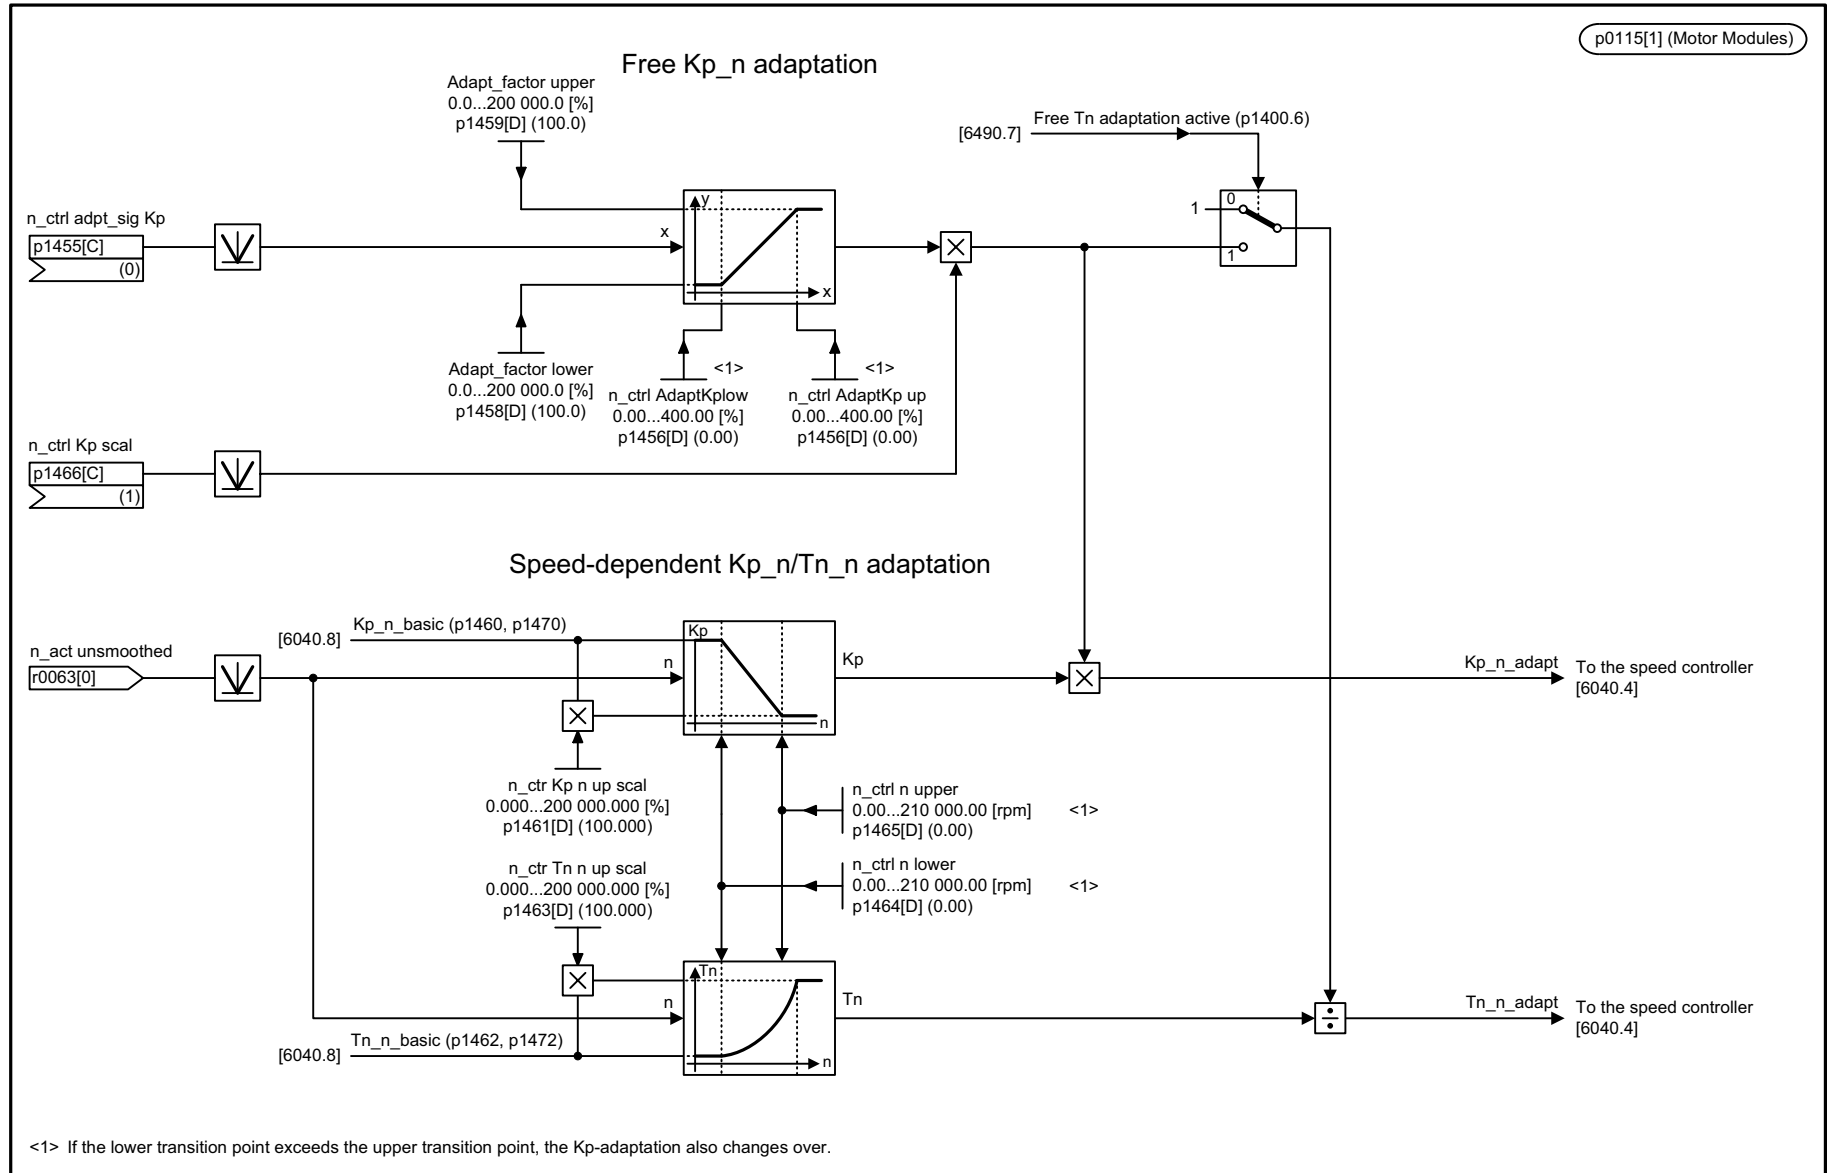 p0115[1] (Motor Modules)
Free Kp_n adaptation
Adapt_factor upper
0.0...200 000.0 [%]
p1459[D] (100.0)
Free Tn adaptation active (p1400.6)
[6490.7]
n_ctrl adpt_sig Kp
p1455[C]
(0)
y
x
x
1
0
1
Adapt_factor lower
0.0...200 000.0 [%]
p1458[D] (100.0)
<1>
n_ctrl AdaptKplow
0.00...400.00 [%]
p1456[D] (0.00)
<1>
n_ctrl AdaptKp up
0.00...400.00 [%]
p1456[D] (0.00)
n_ctrl Kp scal
p1466[C]
(1)
Speed-dependent Kp_n/Tn_n adaptation
[6040.8]
Kp_n_basic (p1460, p1470)
n_act unsmoothed
r0063[0]
Kp
n
n
Kp
Kp_n_adapt
To the speed controller
[6040.4]
n_ctr Kp n up scal
0.000...200 000.000 [%]
p1461[D] (100.000)
n_ctrl n upper
0.00...210 000.00 [rpm]
p1465[D] (0.00)
<1>
n_ctr Tn n up scal
0.000...200 000.000 [%]
p1463[D] (100.000)
n_ctrl n lower
0.00...210 000.00 [rpm]
p1464[D] (0.00)
<1>
Tn
n
n
Tn
Tn_n_adapt
To the speed controller
[6040.4]
[6040.8]
Tn_n_basic (p1462, p1472)
<1> If the lower transition point exceeds the upper transition point, the Kp-adaptation also changes over.